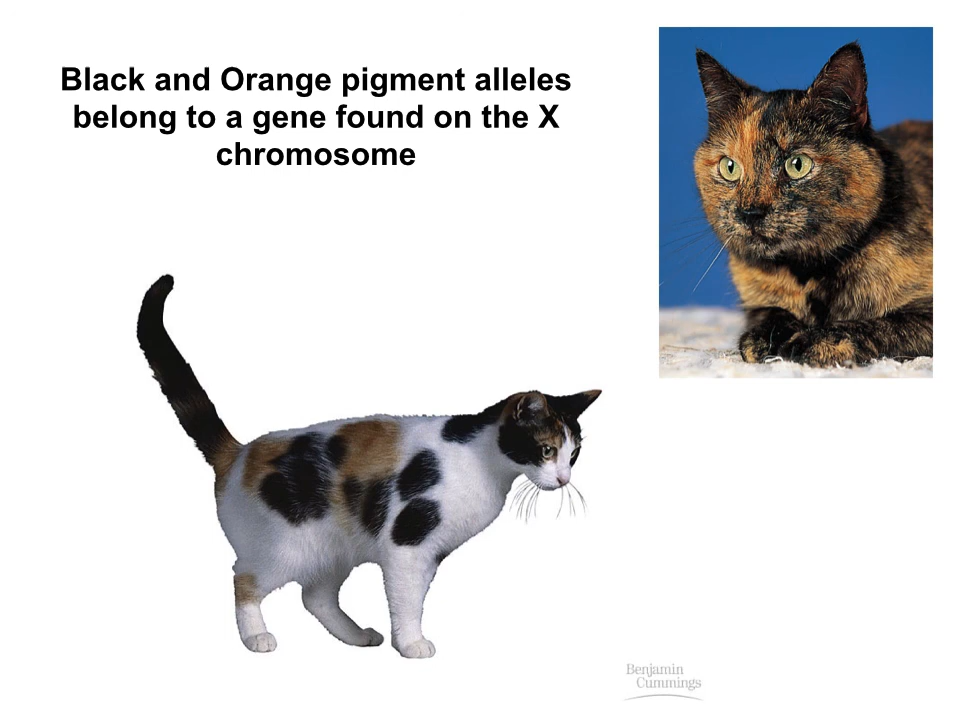 Black and Orange pigment alleles
belong to a gene found on the X
chromosome
Benjamin
Cummings